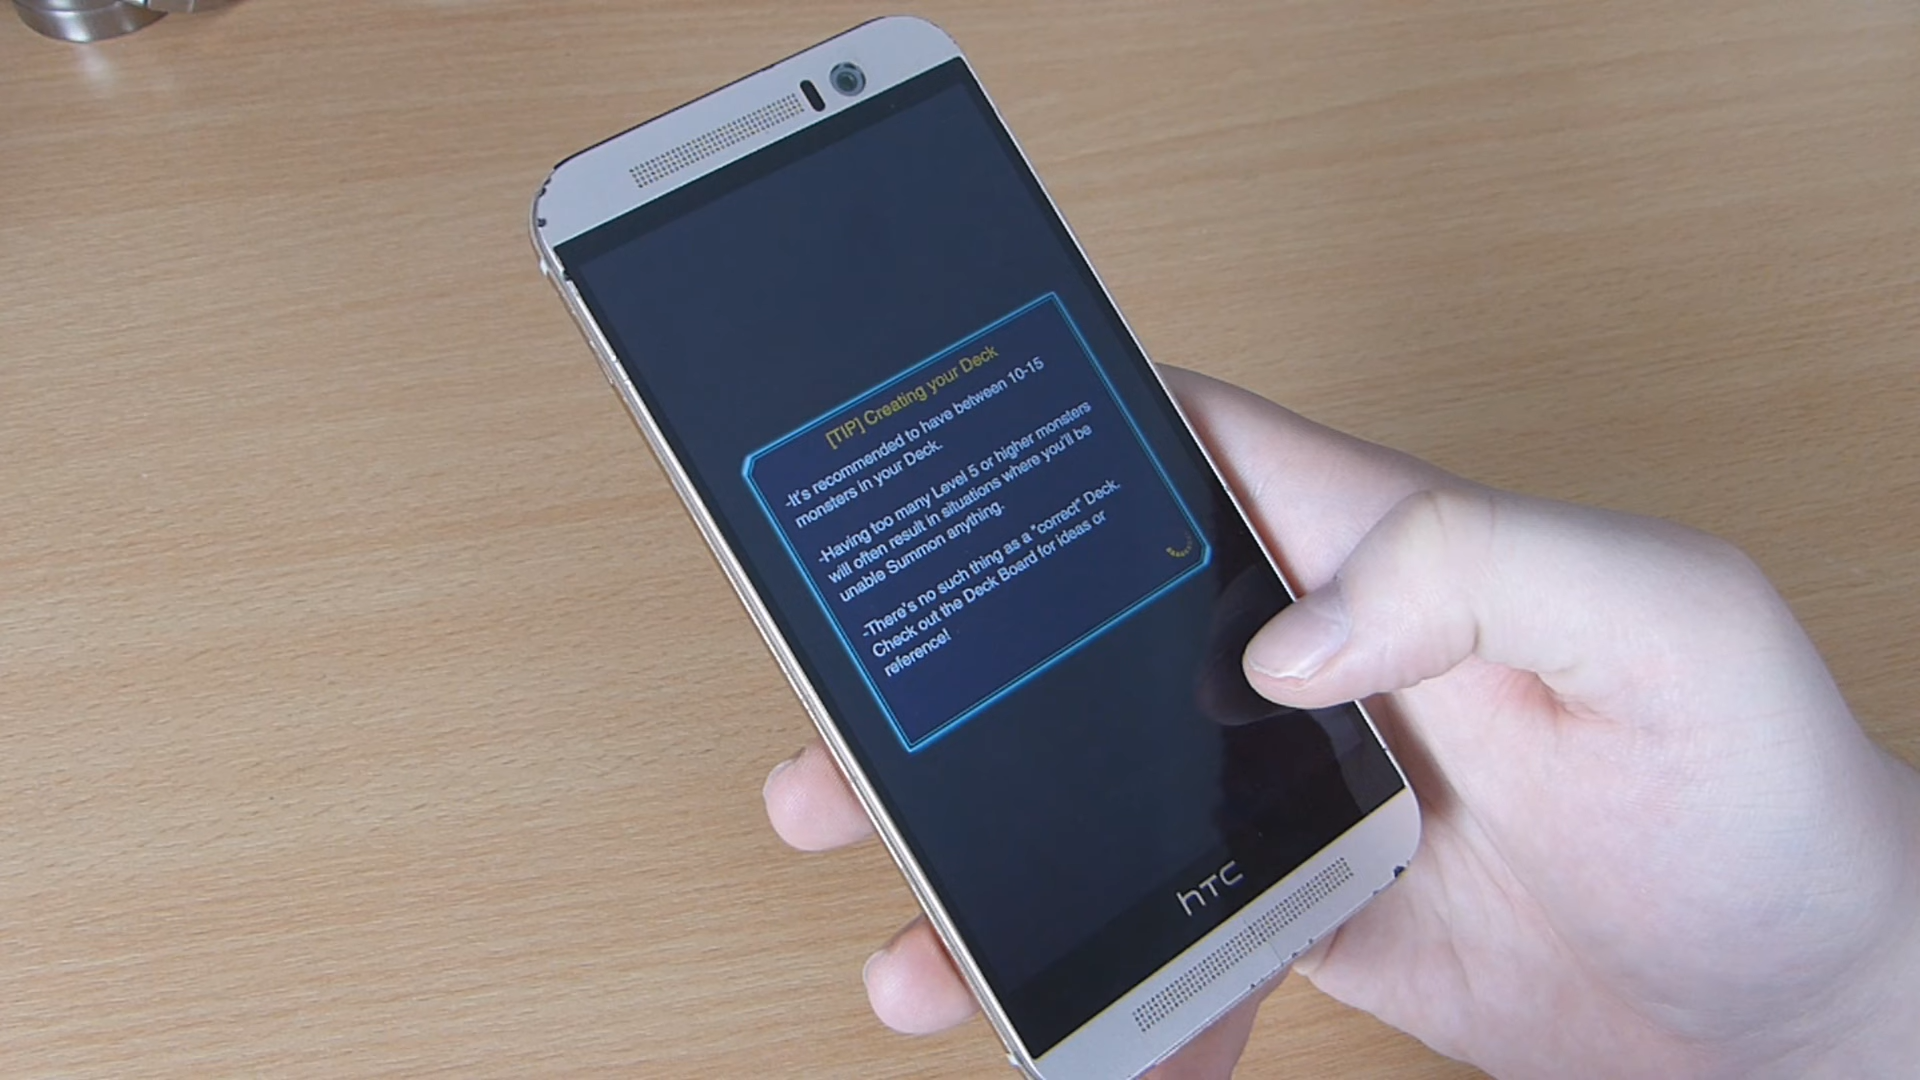 [TIP] Creating your Deck
-It's recommended to have between 10-15
monsters in your Deck.
-Having too many Level 5 or higher monsters
will often result in situations where you'll be
unable Summon anything.
-There's no such thing as a "correct" Deck.
Check out the Deck Board for ideas or
reference!
hTC